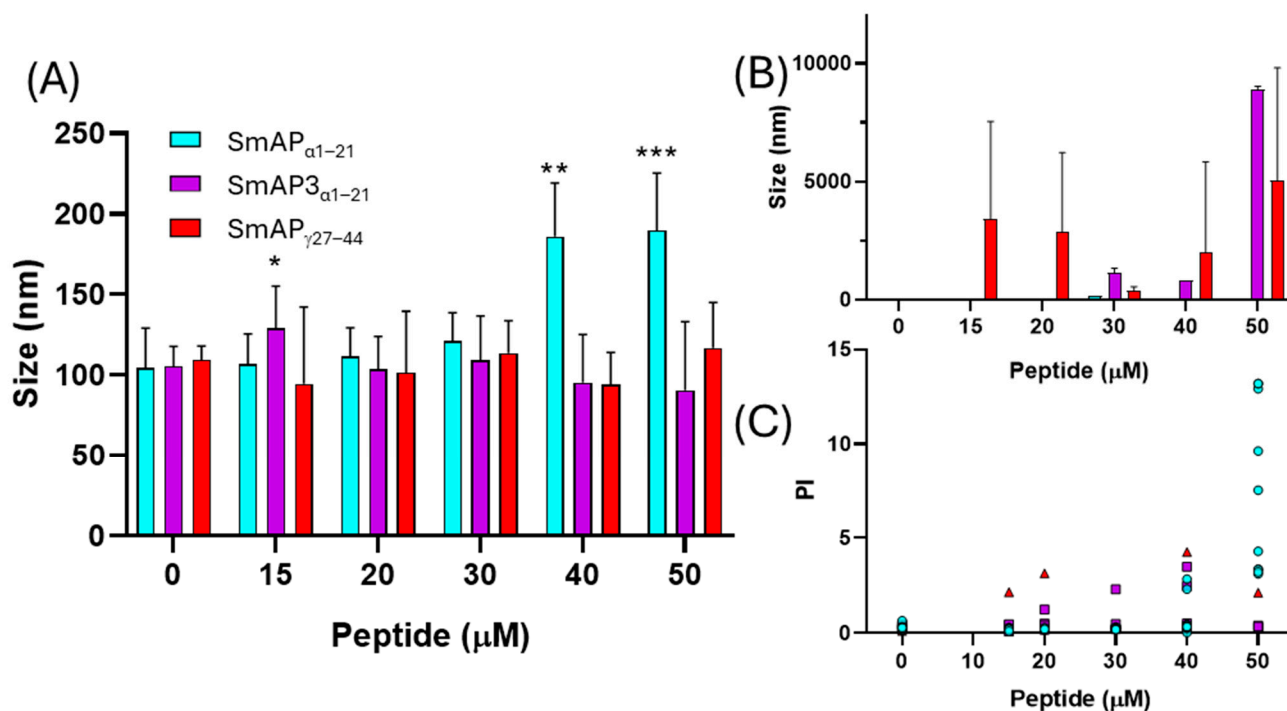 (A)
Size (nm)
250
200
150
100
50
0
SmAPα1–21
SmAP3α1–21
SmAPγ27–44
*
**
***
0 15 20 30 40 50
Peptide (μM)
(B)
Size (nm)
10000
5000
0
0 15 20 30 40 50
Peptide (μM)
(C)
PI
15
10
5
0
0 10 20 30 40 50
Peptide (μM)